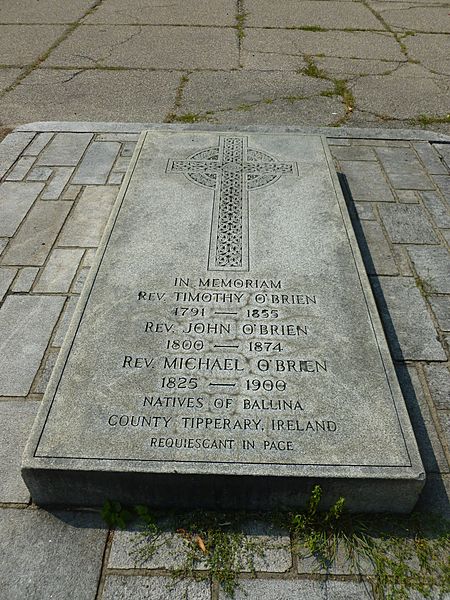 IN MEMORIAM
REV. TIMOTHY O'BRIEN
1791 — 1855
REV. JOHN O'BRIEN
1800 — 1874
REV. MICHAEL O'BRIEN
1825 — 1900
NATIVES OF BALLINA
COUNTY TIPPERARY, IRELAND
REQUIESCANT IN PACE